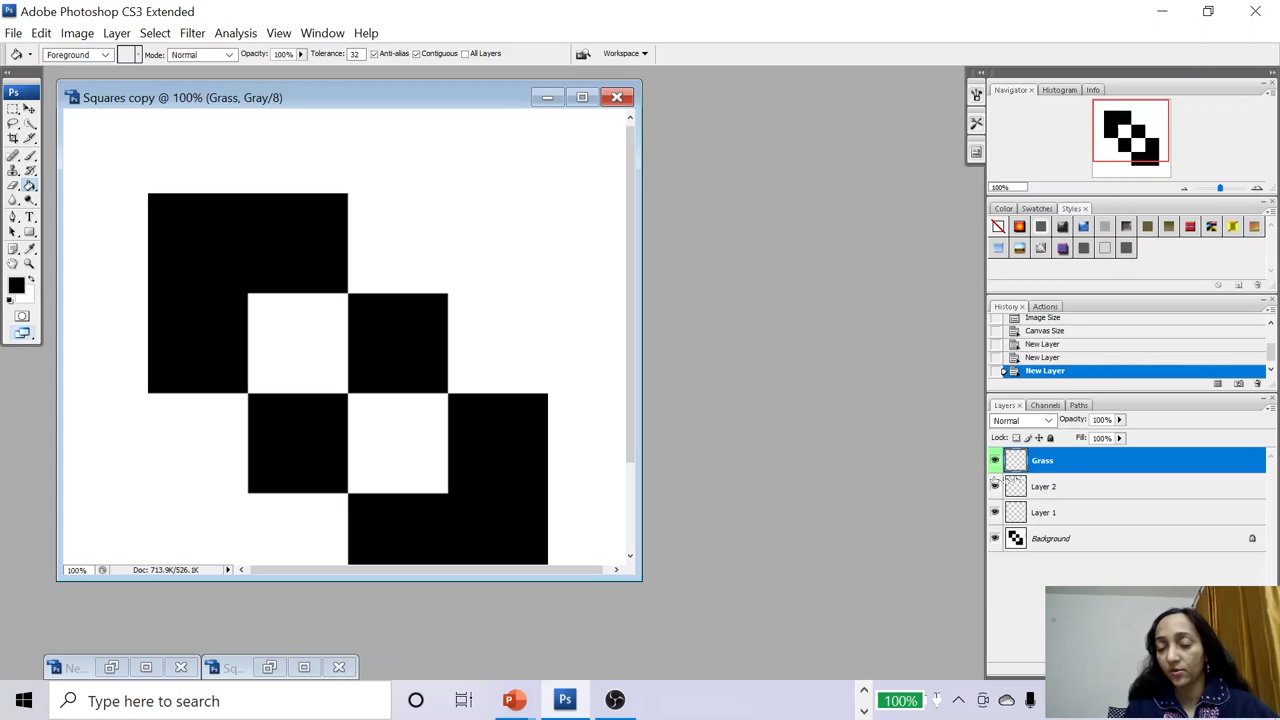 Adobe Photoshop CS3 Extended
File Edit Image Layer Select Filter Analysis View Window Help
Foreground Mode: Normal Opacity: 100% Tolerance: 32 Anti-alias Contiguous All Layers Workspace
Ps
Squares copy @ 100% (Grass, Gray/8)
100% Doc: 713.9K/526.1K
Navigator Histogram Info
100%
Color Swatches Styles
History Actions
Image Size
Canvas Size
New Layer
New Layer
New Layer
Layers Channels Paths
Normal Opacity: 100%
Lock: Fill: 100%
Grass
Layer 2
Layer 1
Background
Ne...
Sq...
Type here to search
100%